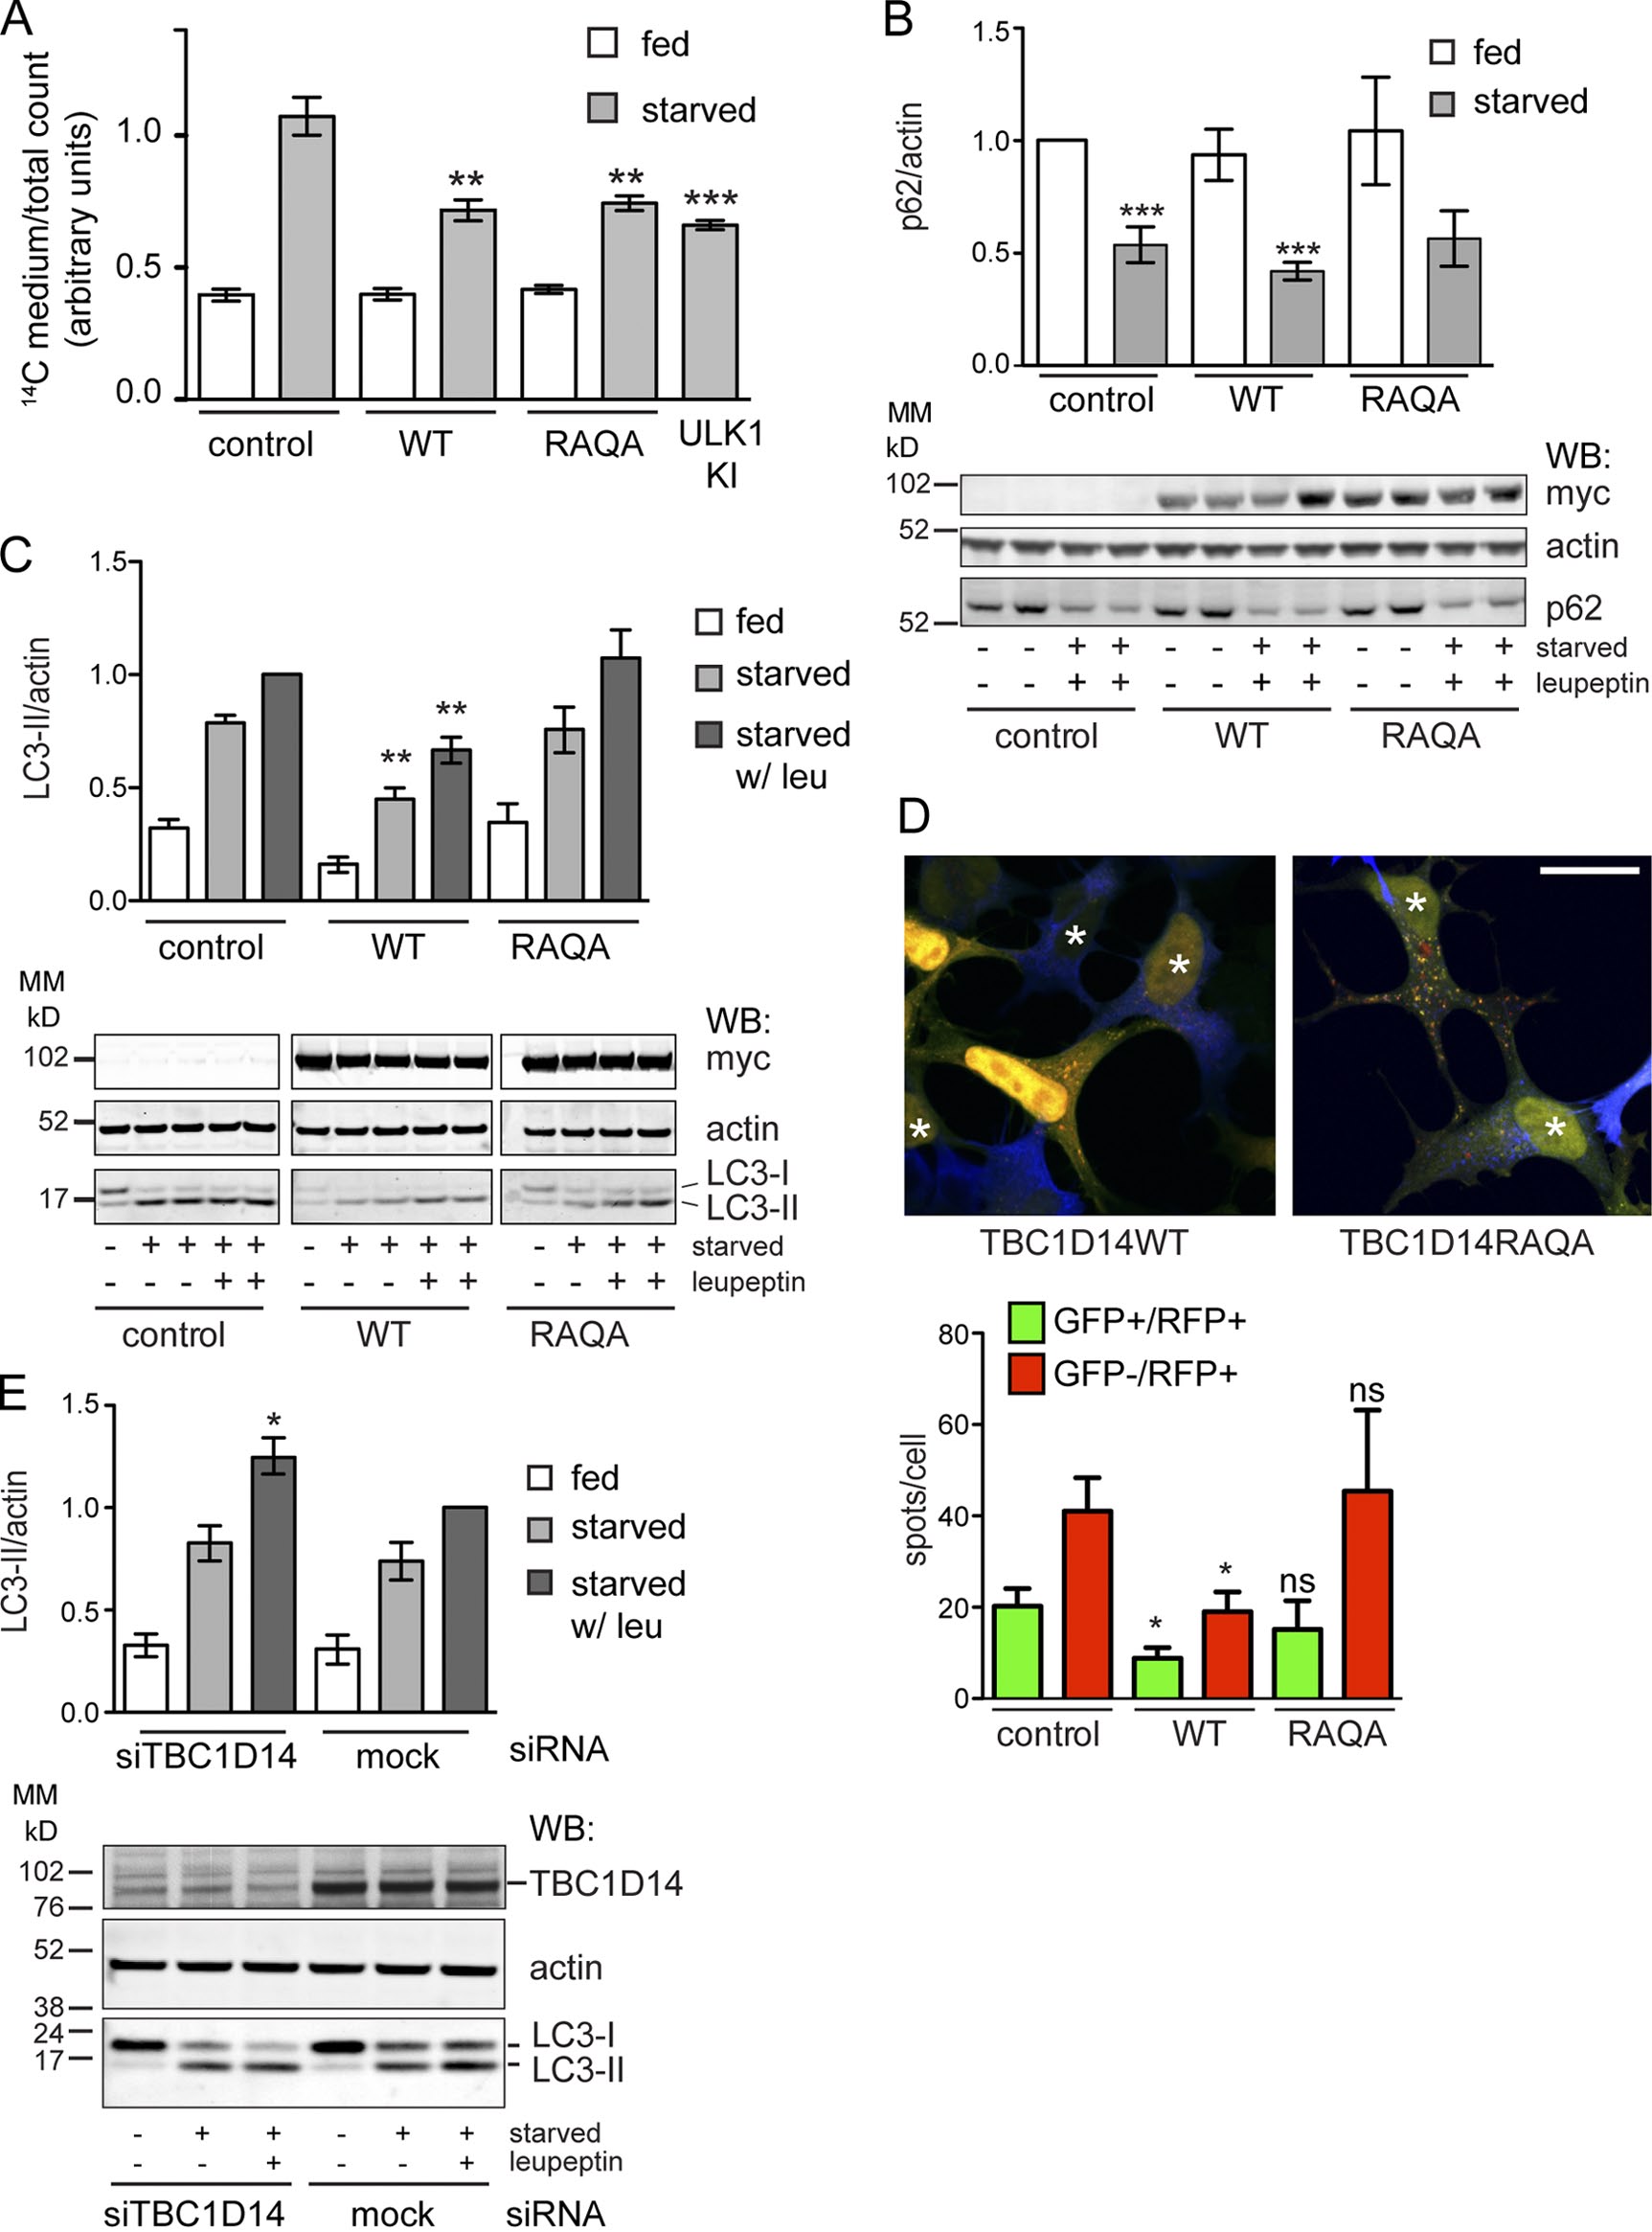 A
¹⁴C medium/total count
(arbitrary units)
fed
starved
1.0
0.5
0.0
**
**
***
control
WT
RAQA
ULK1
KI
B
p62/actin
1.5
1.0
0.5
0.0
fed
starved
***
***
control
WT
RAQA
MM
kD
WB:
102
myc
52
actin
52
p62
- - + + - - + + - - + + starved
- - + + - - + + - - + + leupeptin
control
WT
RAQA
C
LC3-II/actin
1.5
1.0
0.5
0.0
fed
starved
starved
w/ leu
**
**
control
WT
RAQA
MM
kD
WB:
102
myc
52
actin
17
LC3-I
LC3-II
- + + + + - + + + + - + + + starved
- - - + + - - - + + - - + + leupeptin
control
WT
RAQA
D
*
*
*
*
*
TBC1D14WT
TBC1D14RAQA
spots/cell
80
60
40
20
0
GFP+/RFP+
GFP-/RFP+
*
*
ns
ns
control
WT
RAQA
E
LC3-II/actin
1.5
1.0
0.5
0.0
*
fed
starved
starved
w/ leu
siTBC1D14
mock
siRNA
MM
kD
WB:
102
76
TBC1D14
52
actin
38
24
17
LC3-I
LC3-II
- + + - + + starved
- - + - - + leupeptin
siTBC1D14
mock
siRNA